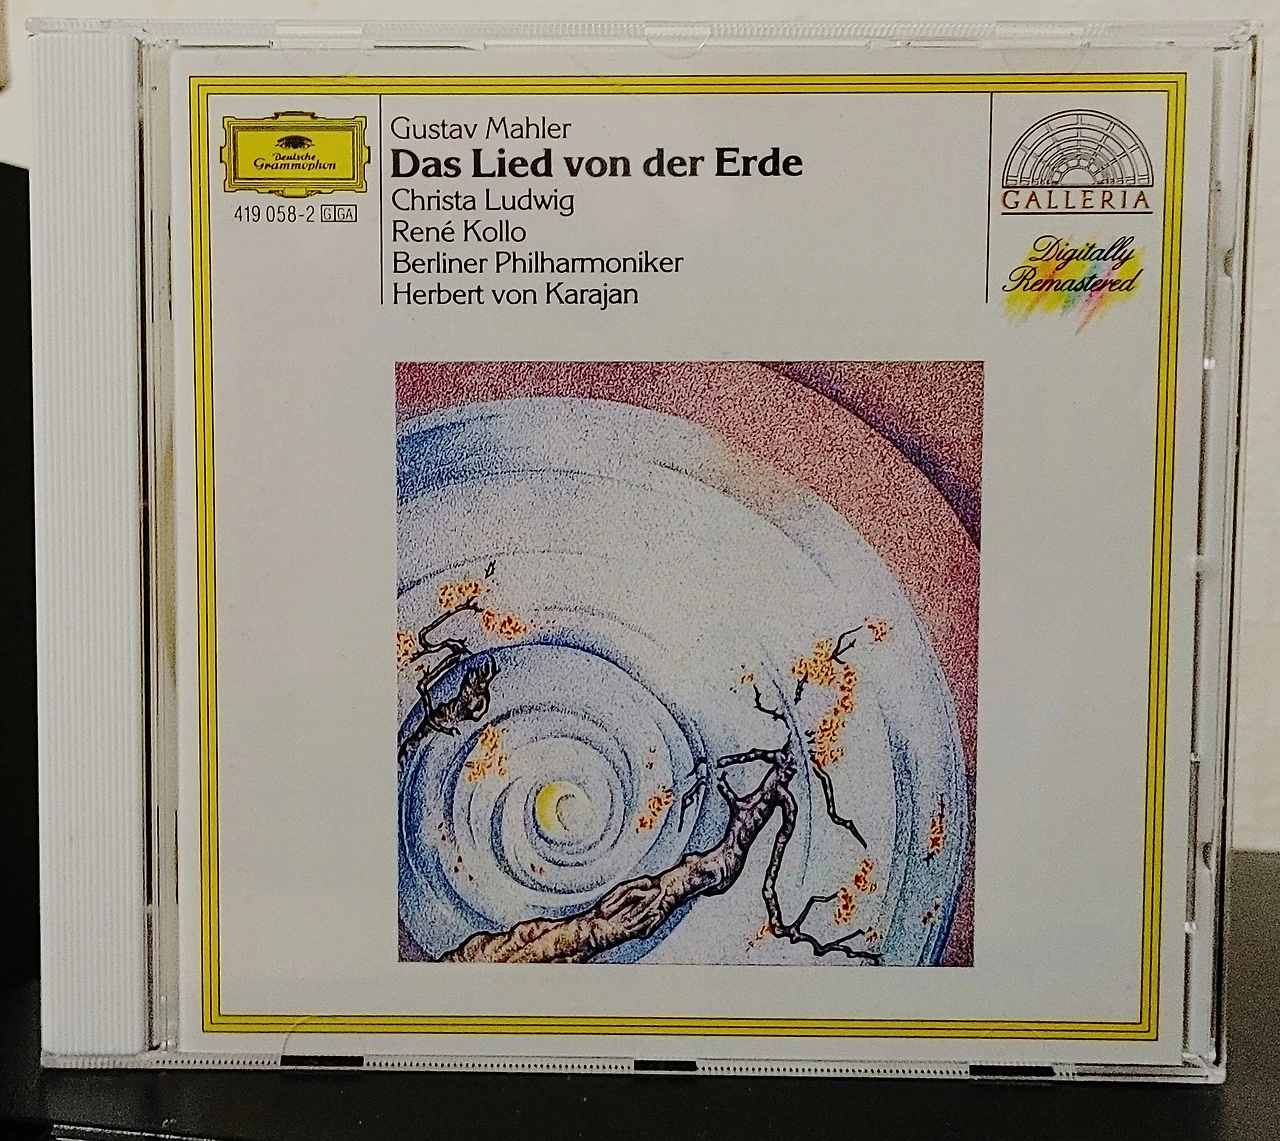 Deutsche
Grammophon
419 058-2 G GA
Gustav Mahler
Das Lied von der Erde
Christa Ludwig
René Kollo
Berliner Philharmoniker
Herbert von Karajan
GALLERIA
Digitally
Remastered